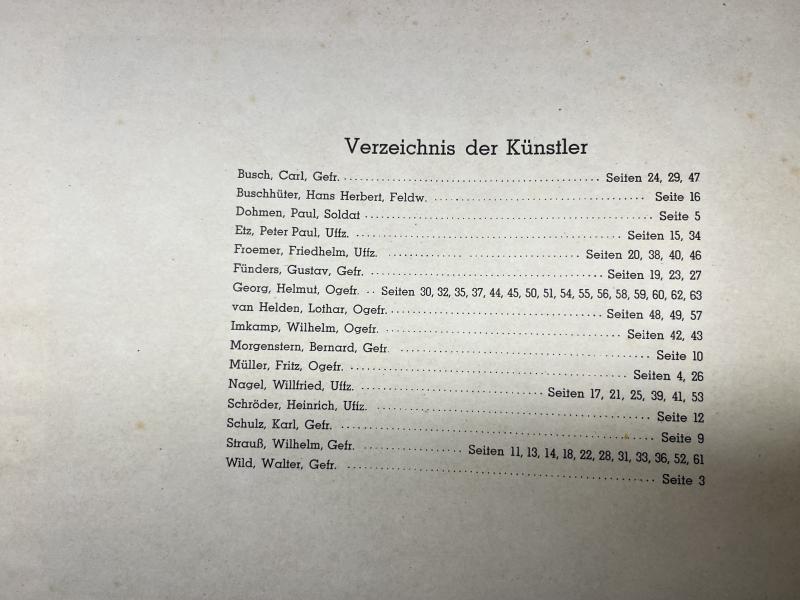 Verzeichnis der Künstler
Busch, Carl, Gefr. . . . . . . . . . . . . . . . . . . . . . . . . . . . . . . . . . . . . . . . . . . Seiten 24, 29, 47
Buschhüter, Hans Herbert, Feldw. . . . . . . . . . . . . . . . . . . . . . . . . . . . . . . . . . . Seite 16
Dohmen, Paul, Soldat . . . . . . . . . . . . . . . . . . . . . . . . . . . . . . . . . . . . . . . . . . . . . . . Seite 5
Etz, Peter Paul, Uffz. . . . . . . . . . . . . . . . . . . . . . . . . . . . . . . . . . . . . . . . . . . Seiten 15, 34
Froemer, Friedhelm, Uffz. . . . . . . . . . . . . . . . . . . . . . . . . . . . . . . . Seiten 20, 38, 40, 46
Fünders, Gustav, Gefr. . . . . . . . . . . . . . . . . . . . . . . . . . . . . . . . . . . . . . Seiten 19, 23, 27
Georg, Helmut, Ogefr. . . Seiten 30, 32, 35, 37, 44, 45, 50, 51, 54, 55, 56, 58, 59, 60, 62, 63
van Helden, Lothar, Ogefr. . . . . . . . . . . . . . . . . . . . . . . . . . . . . . . . . . . Seiten 48, 49, 57
Imkamp, Wilhelm, Ogefr. . . . . . . . . . . . . . . . . . . . . . . . . . . . . . . . . . . . . . . Seiten 42, 43
Morgenstern, Bernard, Gefr. . . . . . . . . . . . . . . . . . . . . . . . . . . . . . . . . . . . . . . . . Seite 10
Müller, Fritz, Ogefr. . . . . . . . . . . . . . . . . . . . . . . . . . . . . . . . . . . . . . . . . . . . . Seiten 4, 26
Nagel, Willfried, Uffz. . . . . . . . . . . . . . . . . . . . . . . . . . . . . . Seiten 17, 21, 25, 39, 41, 53
Schröder, Heinrich, Uffz. . . . . . . . . . . . . . . . . . . . . . . . . . . . . . . . . . . . . . . . . . . . . Seite 12
Schulz, Karl, Gefr. . . . . . . . . . . . . . . . . . . . . . . . . . . . . . . . . . . . . . . . . . . . . . . . . . . . Seite 9
Strauß, Wilhelm, Gefr. . . . . . . . . . . . . . . . . Seiten 11, 13, 14, 18, 22, 28, 31, 33, 36, 52, 61
Wild, Walter, Gefr. . . . . . . . . . . . . . . . . . . . . . . . . . . . . . . . . . . . . . . . . . . . . . . . . . . Seite 3